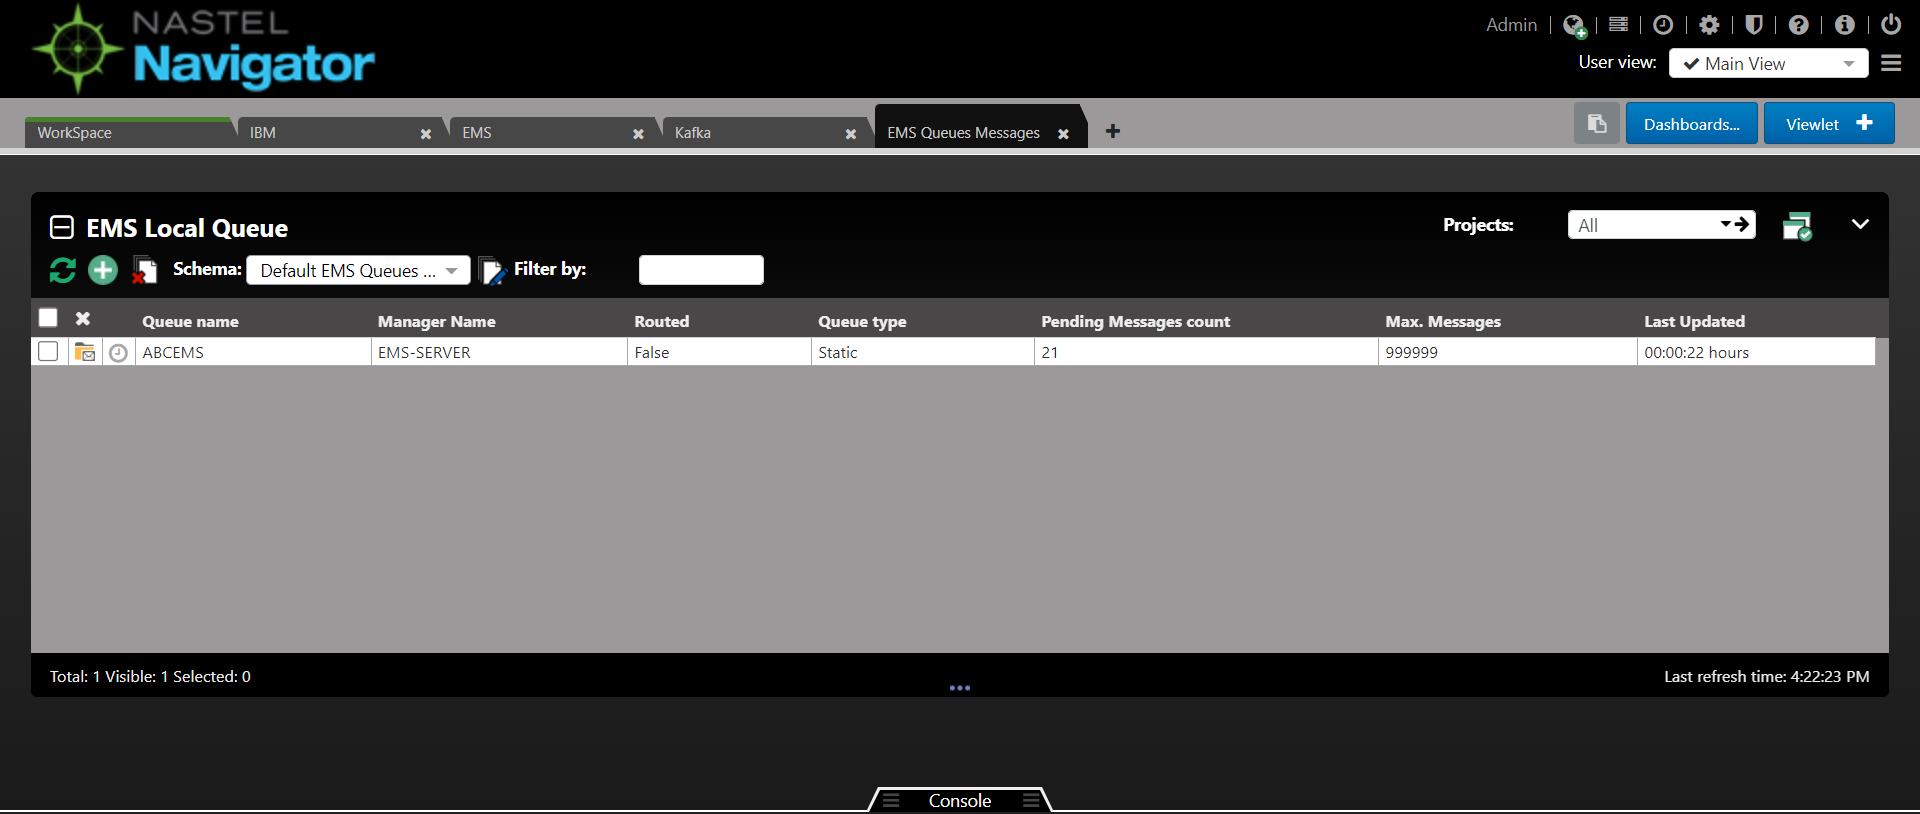 NASTEL
Navigator
Admin
User view: Main View
WorkSpace IBM EMS Kafka EMS Queues Messages
Dashboards... Viewlet
EMS Local Queue
Projects: All
Schema: Default EMS Queues ... Filter by:
Queue name Manager Name Routed Queue type Pending Messages count Max. Messages Last Updated
ABCEMS EMS-SERVER False Static 21 999999 00:00:22 hours
Total: 1 Visible: 1 Selected: 0
Last refresh time: 4:22:23 PM
Console